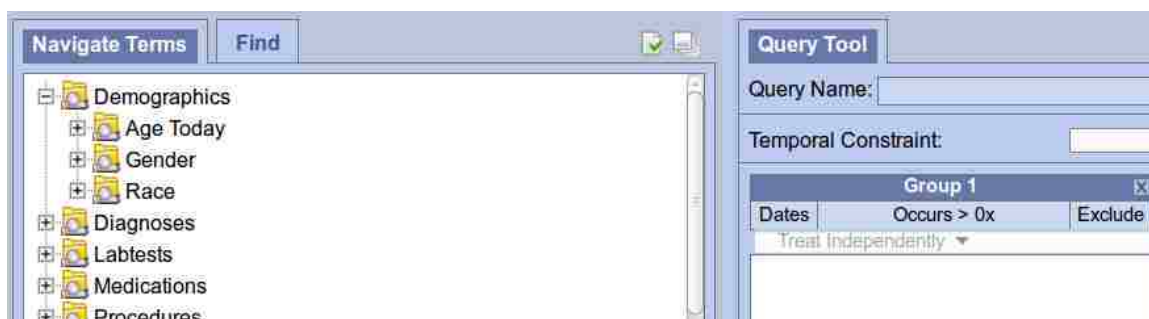 Navigate Terms
Find
Demographics
Age Today
Gender
Race
Diagnoses
Labtests
Medications
Procedures
Query Tool
Query Name:
Temporal Constraint:
Group 1 X
Dates Occurs > 0x Exclude
Treat Independently